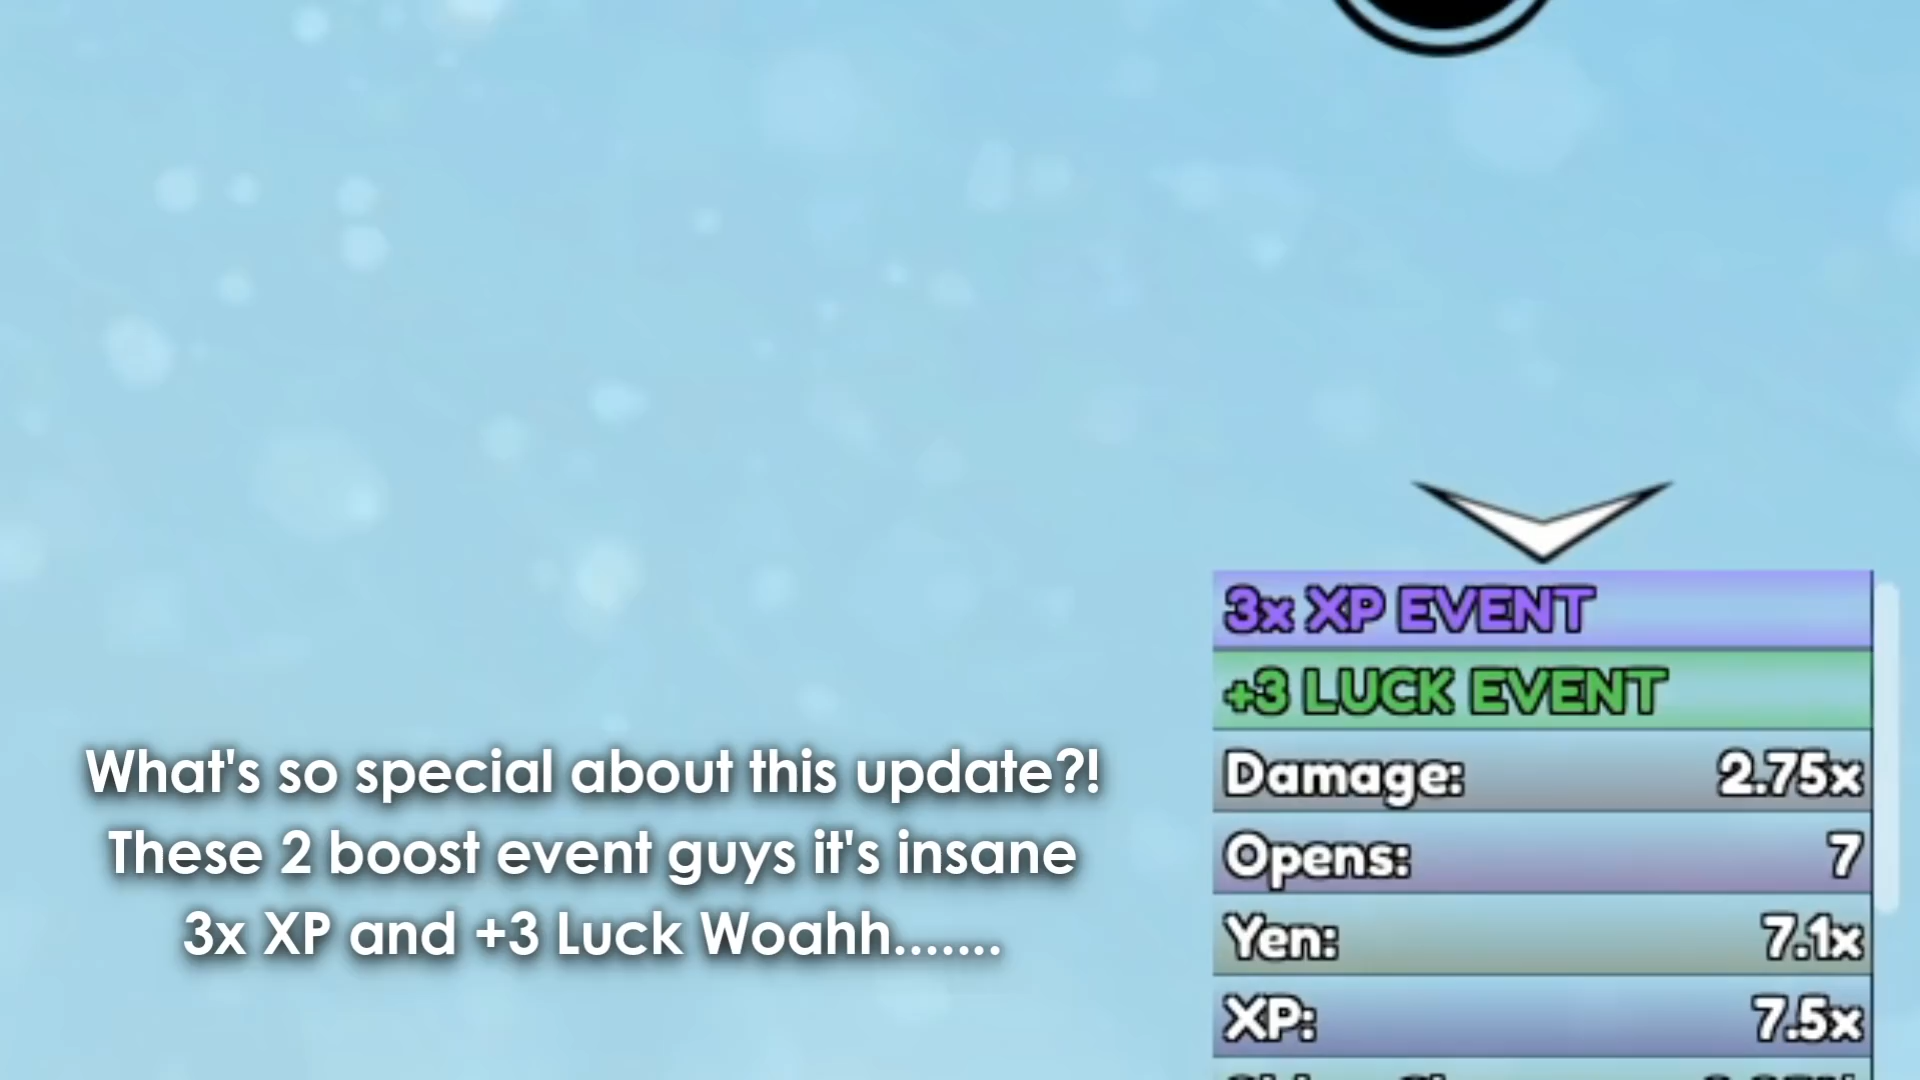 What's so special about this update?!
These 2 boost event guys it's insane
3x XP and +3 Luck Woahh.......
3x XP EVENT
+3 LUCK EVENT
Damage: 2.75x
Opens: 7
Yen: 7.1x
XP: 7.5x